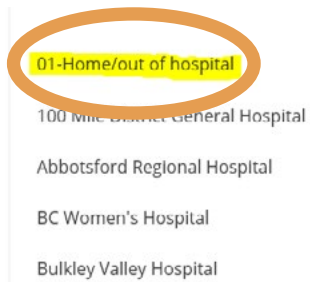 01-Home/out of hospital
100 Mile District General Hospital
Abbotsford Regional Hospital
BC Women's Hospital
Bulkley Valley Hospital